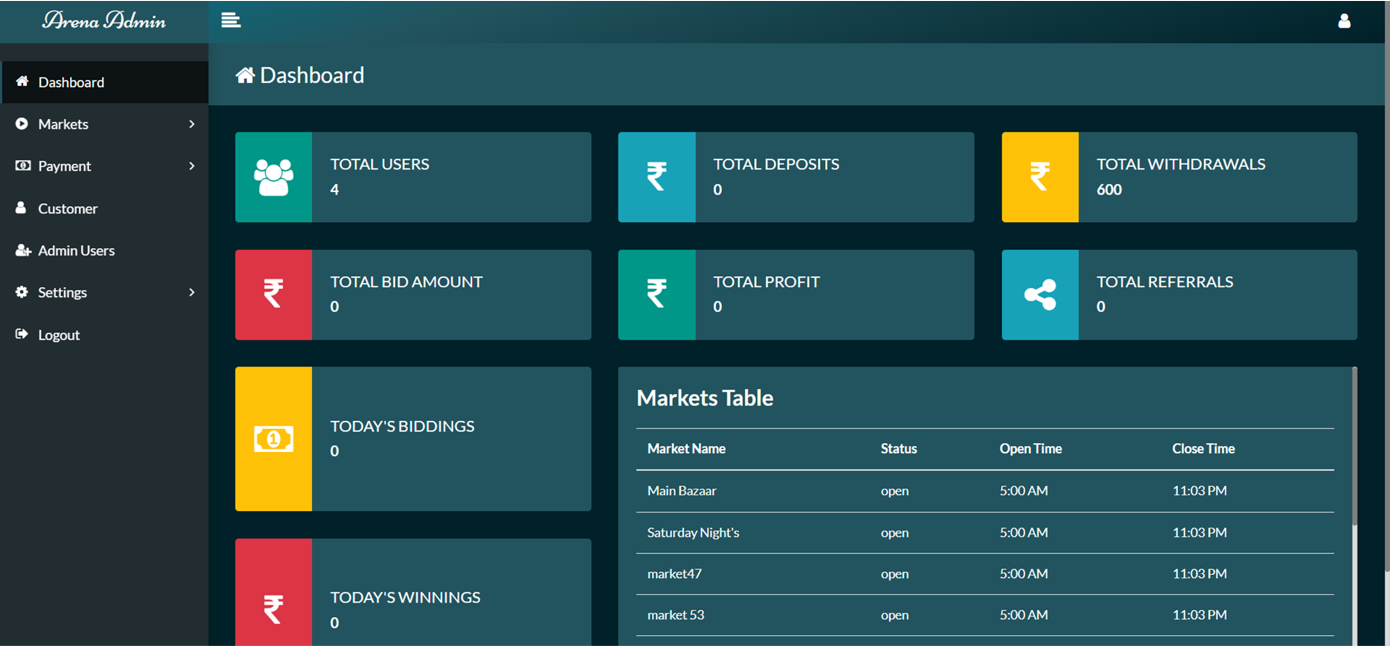 Arena Admin
Dashboard
Markets
Payment
Customer
Admin Users
Settings
Logout
Dashboard
TOTAL USERS
4
TOTAL DEPOSITS
0
TOTAL WITHDRAWALS
600
TOTAL BID AMOUNT
0
TOTAL PROFIT
0
TOTAL REFERRALS
0
TODAY'S BIDDINGS
0
TODAY'S WINNINGS
0
Markets Table
Market Name Status Open Time Close Time
Main Bazaar open 5:00 AM 11:03 PM
Saturday Night's open 5:00 AM 11:03 PM
market47 open 5:00 AM 11:03 PM
market 53 open 5:00 AM 11:03 PM